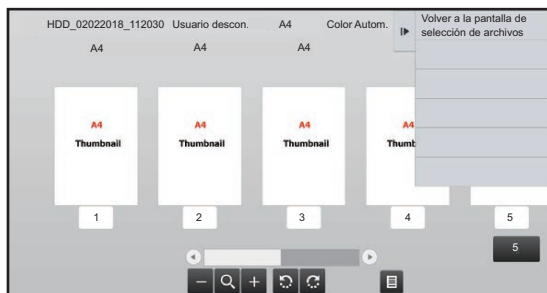 HDD_02022018_112030 Usuario descon. A4 Color Autom.
Volver a la pantalla de
selección de archivos
A4 A4 A4
A4 A4 A4 A4
Thumbnail Thumbnail Thumbnail Thumb
1 2 3 4 5
5